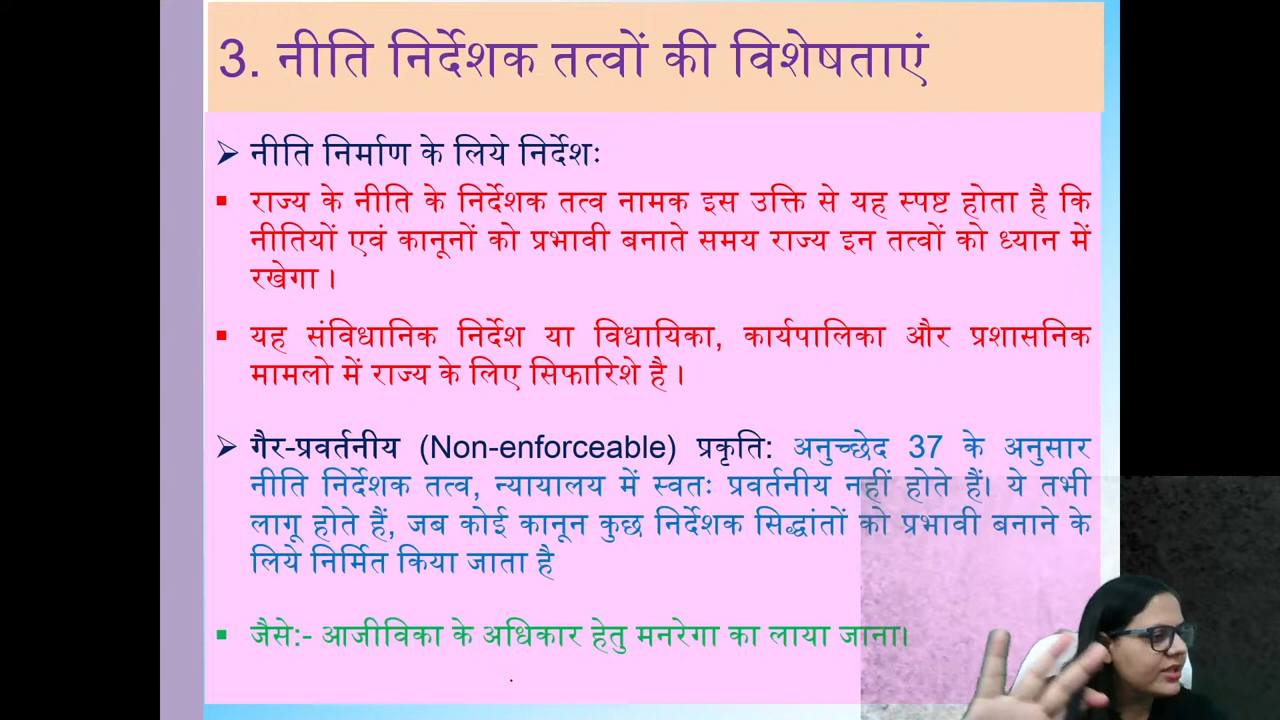 3. नीति निर्देशक तत्वों की विशेषताएं
➢ नीति निर्माण के लिये निर्देशः
▪ राज्य के नीति के निर्देशक तत्व नामक इस उक्ति से यह स्पष्ट होता है कि
नीतियों एवं कानूनों को प्रभावी बनाते समय राज्य इन तत्वों को ध्यान में
रखेगा ।
▪ यह संविधानिक निर्देश या विधायिका, कार्यपालिका और प्रशासनिक
मामलो में राज्य के लिए सिफारिशे है ।
➢ गैर-प्रवर्तनीय (Non-enforceable) प्रकृति: अनुच्छेद 37 के अनुसार
नीति निर्देशक तत्व, न्यायालय में स्वतः प्रवर्तनीय नहीं होते हैं। ये तभी
लागू होते हैं, जब कोई कानून कुछ निर्देशक सिद्धांतों को प्रभावी बनाने के
लिये निर्मित किया जाता है
▪ जैसे:- आजीविका के अधिकार हेतु मनरेगा का लाया जाना।